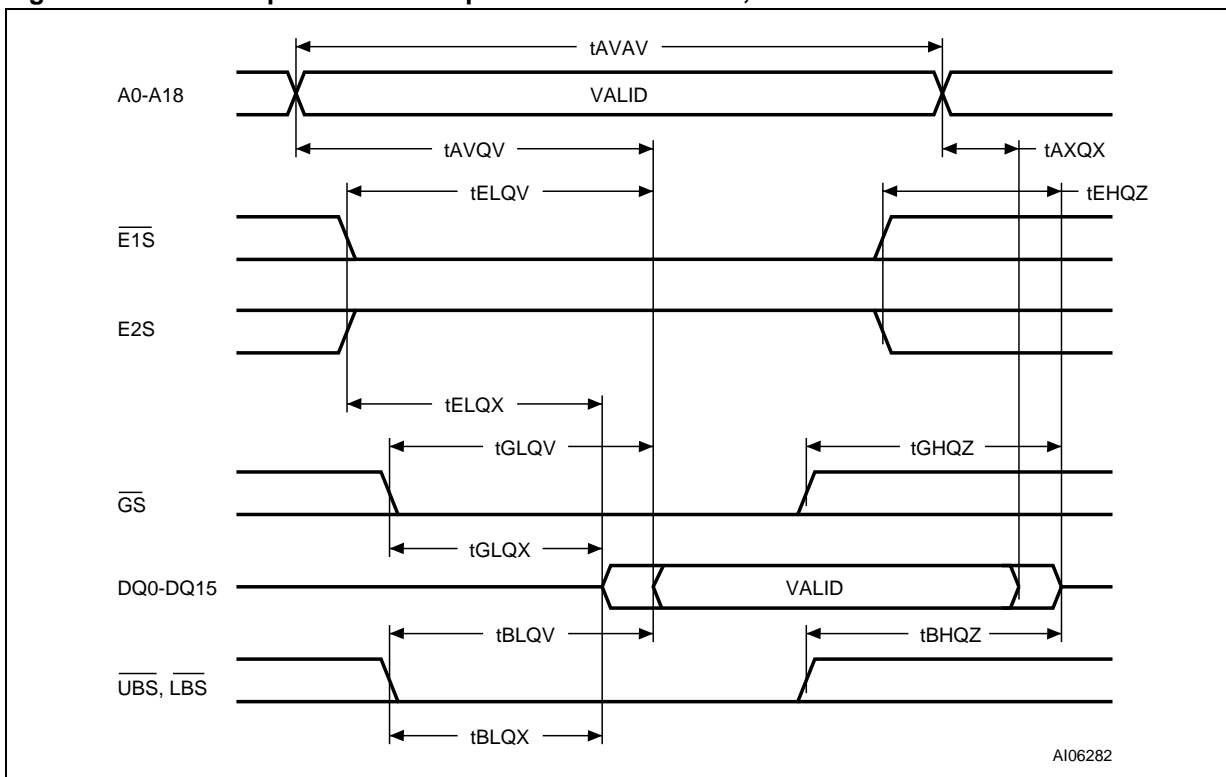 tAVAV
A0-A18
VALID
tAVQV
tAXQX
tELQV
tEHQZ
E1S
E2S
tELQX
tGLQV
tGHQZ
GS
tGLQX
DQ0-DQ15
VALID
tBLQV
tBHQZ
UBS, LBS
tBLQX
AI06282